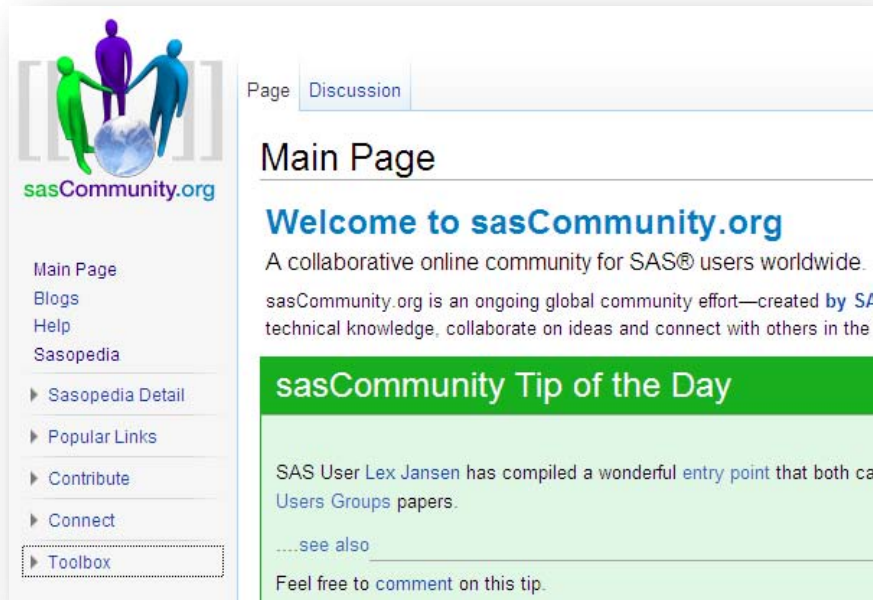 sasCommunity.org
Main Page
Blogs
Help
Sasopedia
Sasopedia Detail
Popular Links
Contribute
Connect
Toolbox
Page Discussion
Main Page
Welcome to sasCommunity.org
A collaborative online community for SAS® users worldwide.
sasCommunity.org is an ongoing global community effort—created by SA
technical knowledge, collaborate on ideas and connect with others in the
sasCommunity Tip of the Day
SAS User Lex Jansen has compiled a wonderful entry point that both ca
Users Groups papers.
....see also
Feel free to comment on this tip.